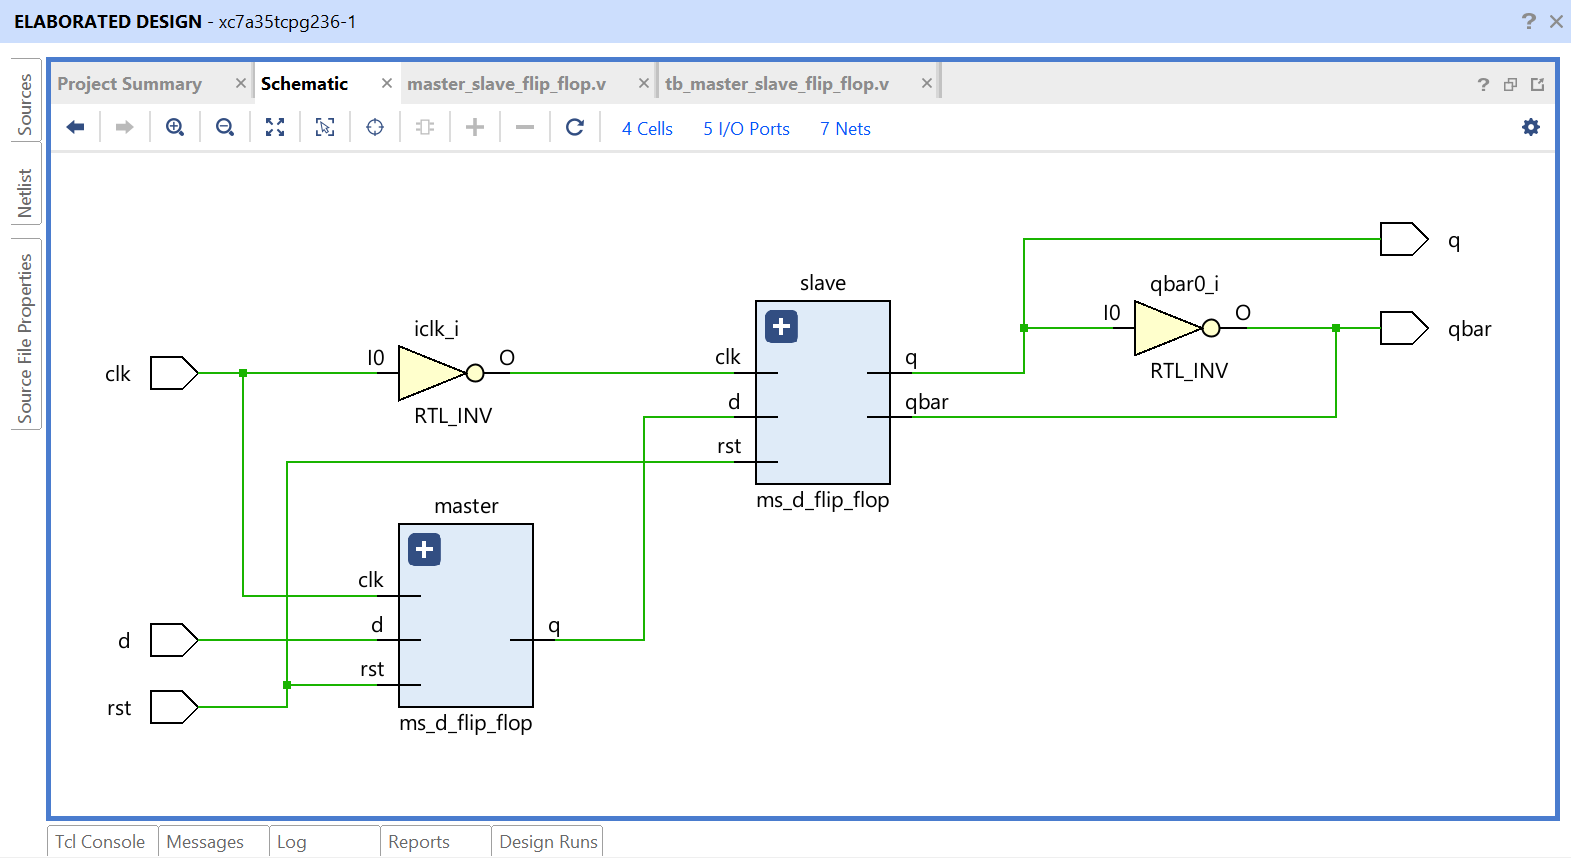 ELABORATED DESIGN - xc7a35tcpg236-1
? ×
Sources
Netlist
Source File Properties
Project Summary ×
Schematic ×
master_slave_flip_flop.v ×
tb_master_slave_flip_flop.v ×
?
4 Cells
5 I/O Ports
7 Nets
q
slave
qbar0_i
I0
O
qbar
RTL_INV
iclk_i
clk
I0
O
RTL_INV
clk
d
rst
q
qbar
ms_d_flip_flop
master
clk
d
rst
q
ms_d_flip_flop
d
rst
Tcl Console
Messages
Log
Reports
Design Runs